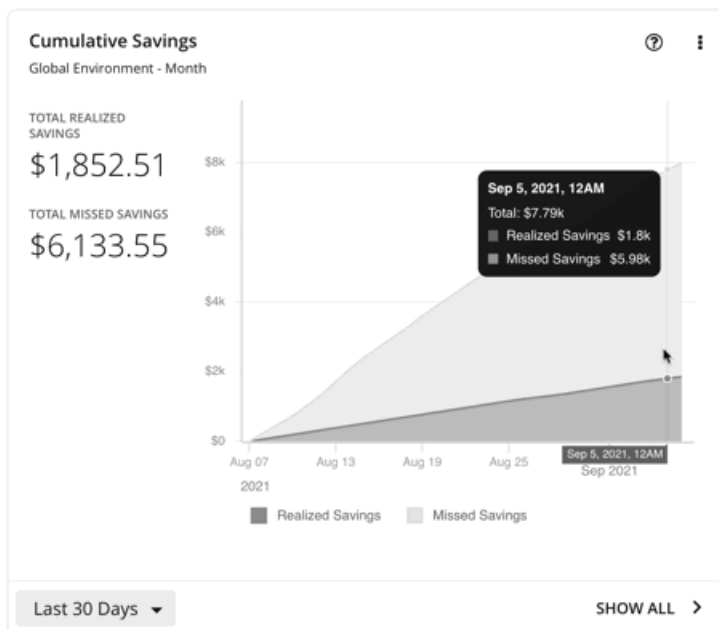 Cumulative Savings
Global Environment - Month
TOTAL REALIZED
SAVINGS
$1,852.51
TOTAL MISSED SAVINGS
$6,133.55
$8k
$6k
$4k
$2k
$0
Sep 5, 2021, 12AM
Total: $7.79k
Realized Savings $1.8k
Missed Savings $5.98k
Aug 07
Aug 13
Aug 19
Aug 25
Sep 5, 2021, 12AM
2021
Sep 2021
Realized Savings
Missed Savings
Last 30 Days
SHOW ALL